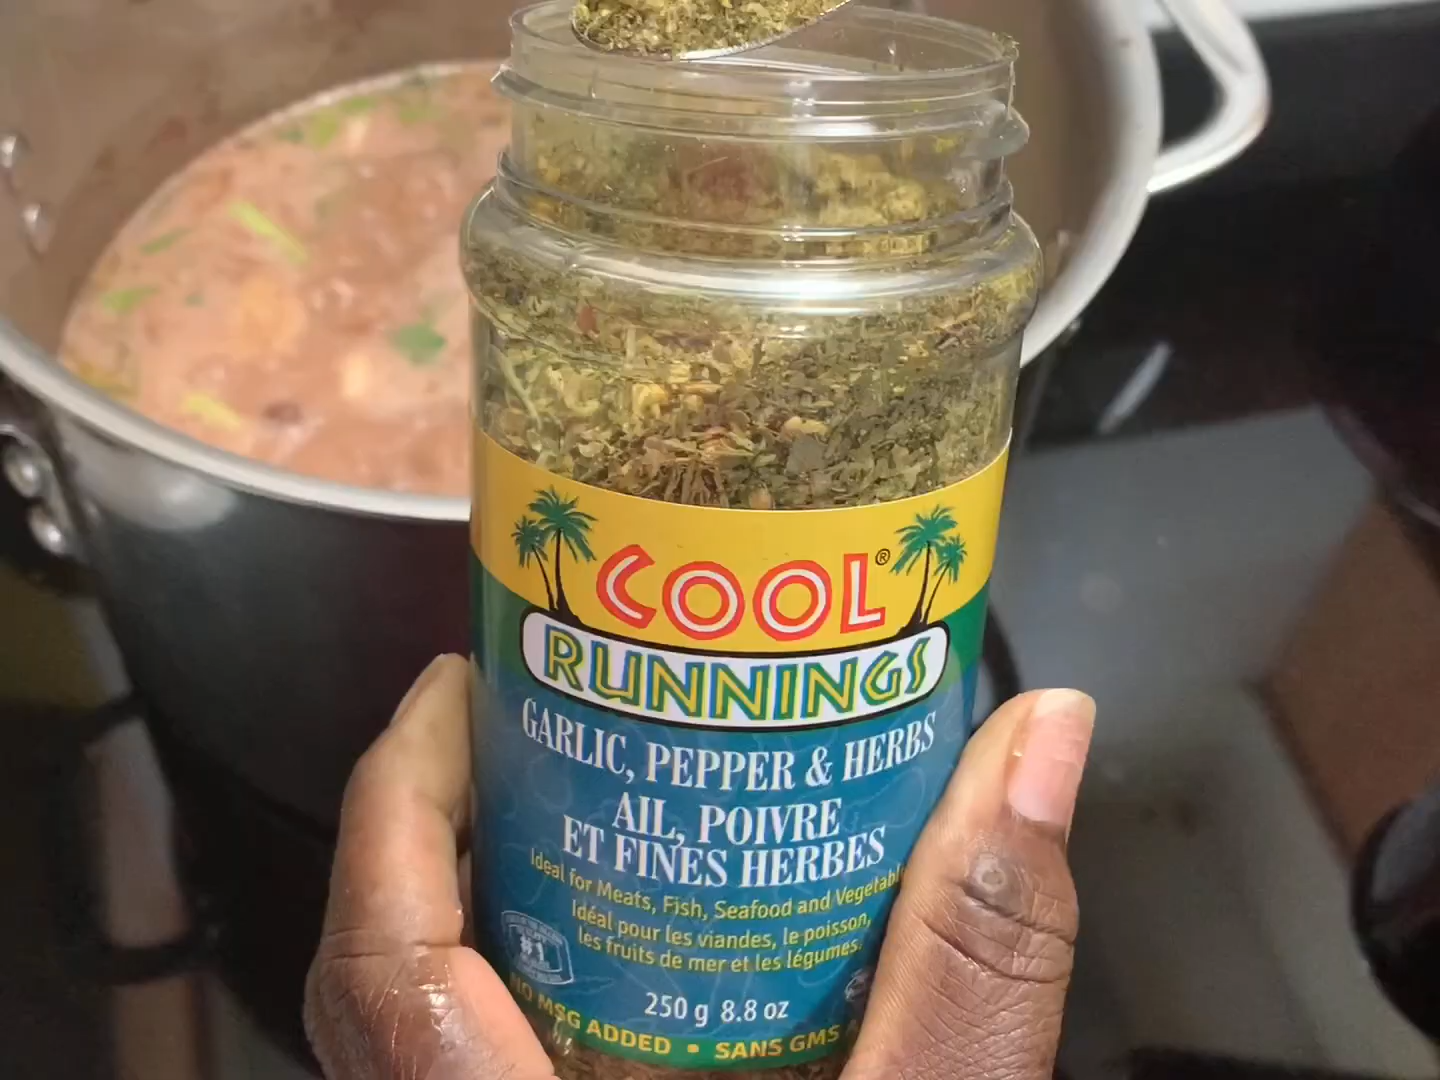 COOL®
RUNNINGS
GARLIC, PEPPER & HERBS
AIL, POIVRE
ET FINES HERBES
Ideal for Meats, Fish, Seafood and
Idéal pour les viandes, le poisson,
les fruits de mer et les légumes.
#1
250 g 8.8 oz
NO MSG ADDED • SANS GMS